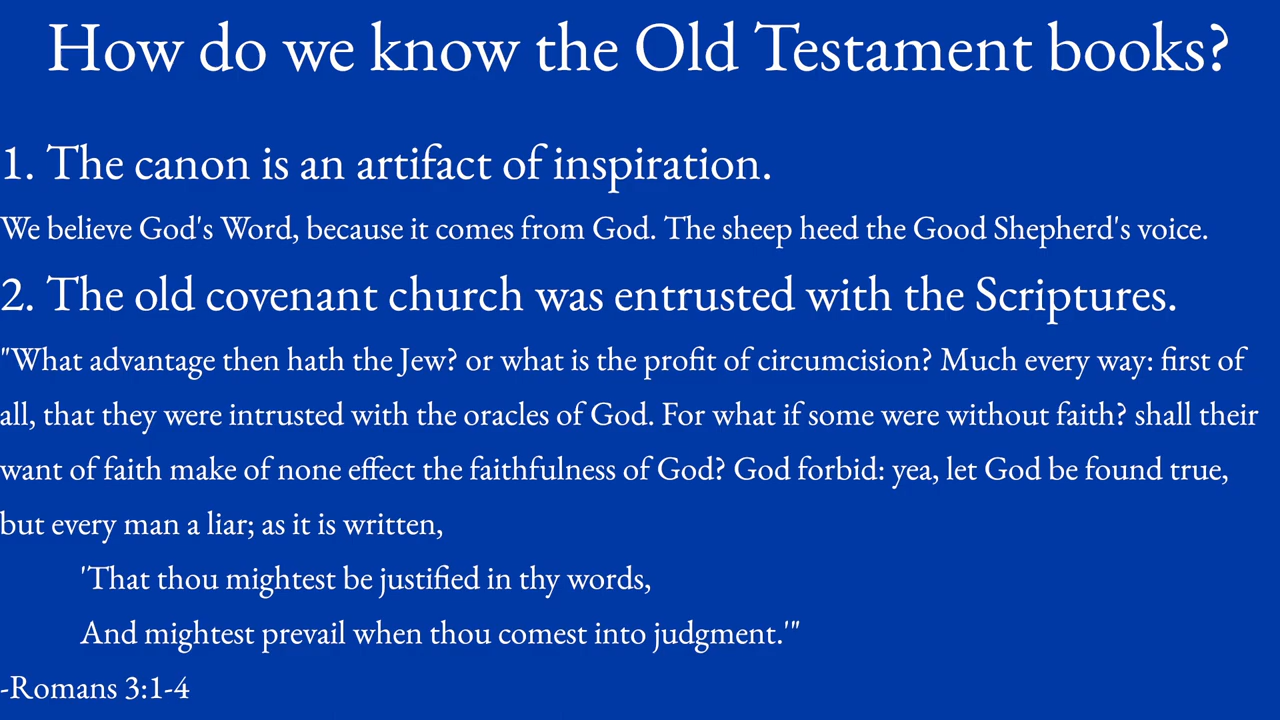 How do we know the Old Testament books?
1. The canon is an artifact of inspiration.
We believe God's Word, because it comes from God. The sheep heed the Good Shepherd's voice.
2. The old covenant church was entrusted with the Scriptures.
"What advantage then hath the Jew? or what is the profit of circumcision? Much every way: first of
all, that they were intrusted with the oracles of God. For what if some were without faith? shall their
want of faith make of none effect the faithfulness of God? God forbid: yea, let God be found true,
but every man a liar; as it is written,
'That thou mightest be justified in thy words,
And mightest prevail when thou comest into judgment.'"
-Romans 3:1-4